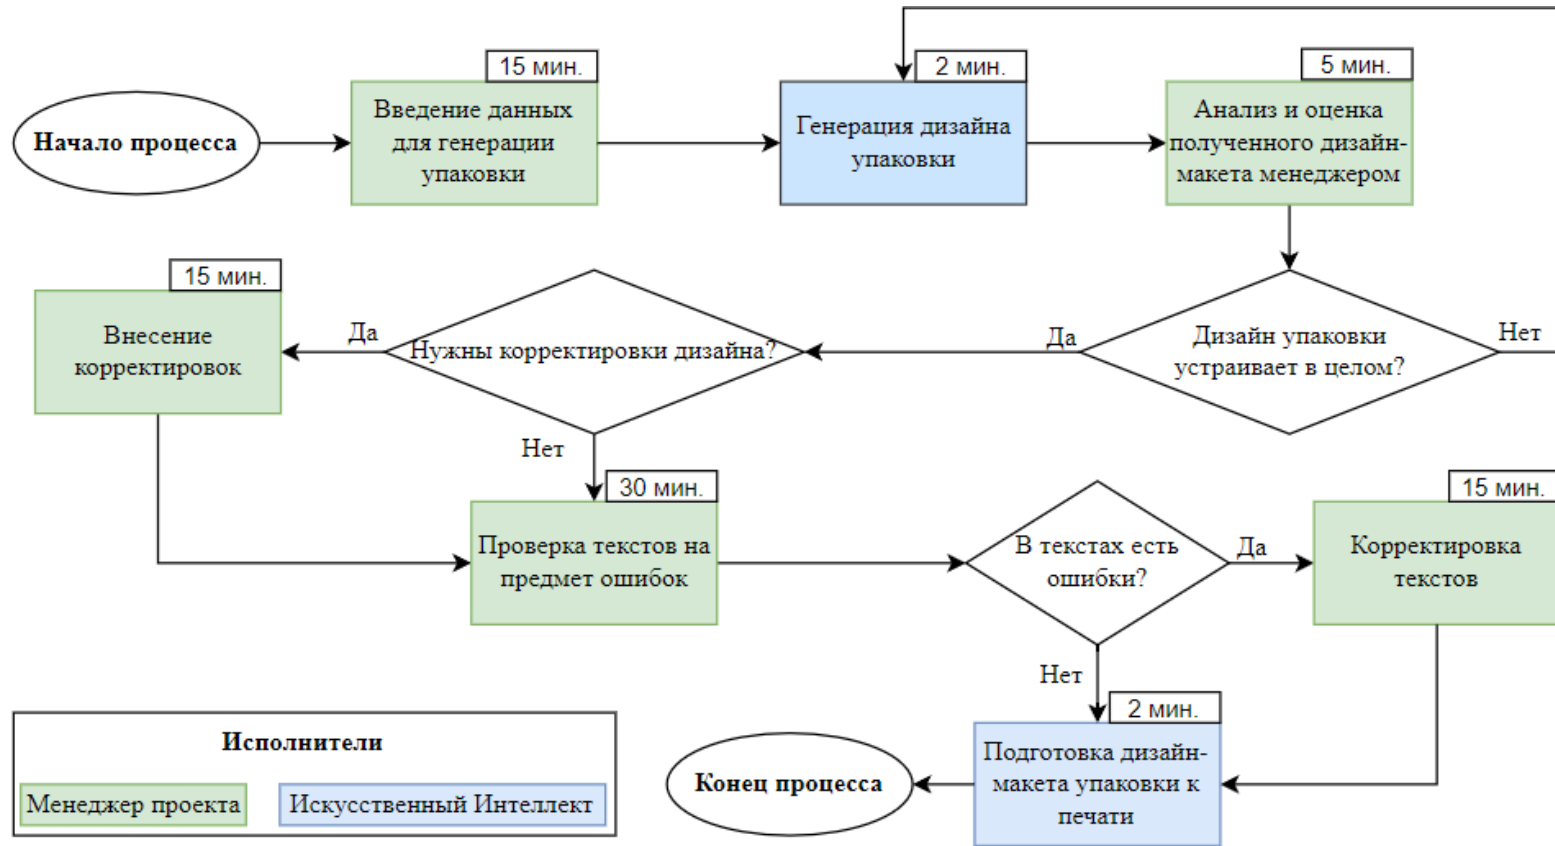 15 мин.
2 мин.
5 мин.
Начало процесса
Введение данных
для генерации
упаковки
Генерация дизайна
упаковки
Анализ и оценка
полученного дизайн-
макета менеджером
15 мин.
Внесение
корректировок
Да
Нужны корректировки дизайна?
Да
Дизайн упаковки
устраивает в целом?
Нет
Нет
30 мин.
Проверка текстов на
предмет ошибок
В текстах есть
ошибки?
Да
15 мин.
Корректировка
текстов
Нет
2 мин.
Исполнители
Менеджер проекта
Искусственный Интеллект
Конец процесса
Подготовка дизайн-
макета упаковки к
печати